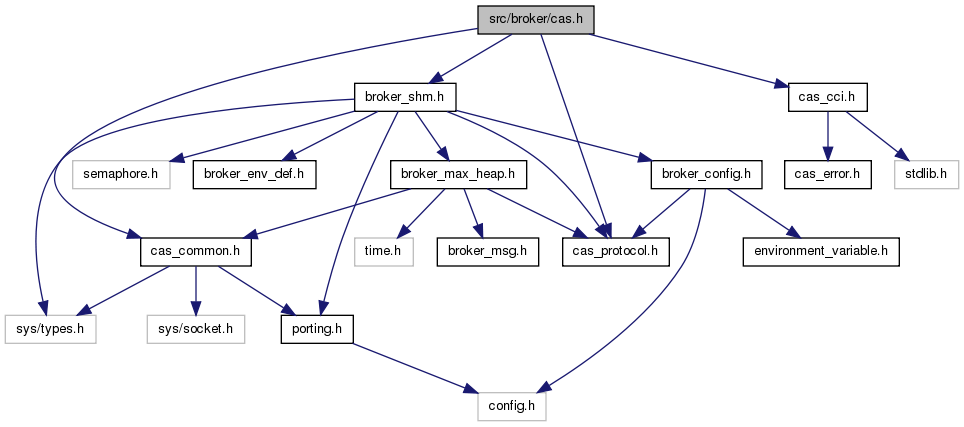 src/broker/cas.h
broker_shm.h
cas_cci.h
semaphore.h
broker_env_def.h
broker_max_heap.h
broker_config.h
cas_error.h
stdlib.h
cas_common.h
time.h
broker_msg.h
cas_protocol.h
environment_variable.h
sys/types.h
sys/socket.h
porting.h
config.h